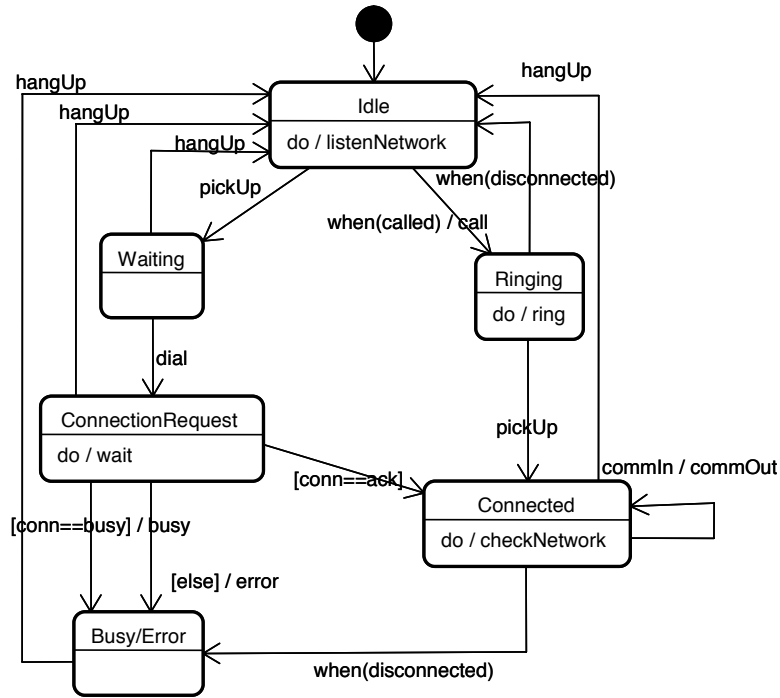 hangUp
hangUp
Idle
hangUp
hangUp
do / listenNetwork
when(disconnected)
pickUp
when(called) / call
Waiting
Ringing
do / ring
dial
ConnectionRequest
do / wait
pickUp
commIn / commOut
[conn==ack]
Connected
[conn==busy] / busy
do / checkNetwork
[else] / error
Busy/Error
when(disconnected)